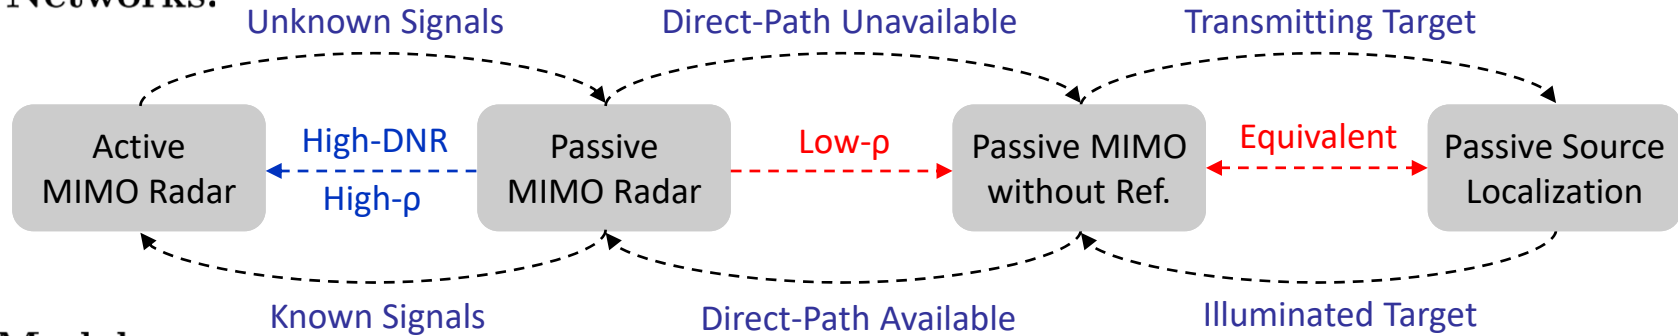 Networks.
Unknown Signals
Direct-Path Unavailable
Transmitting Target
Active
MIMO Radar
High-DNR
High-ρ
Passive
MIMO Radar
Low-ρ
Passive MIMO
without Ref.
Equivalent
Passive Source
Localization
Known Signals
Direct-Path Available
Illuminated Target